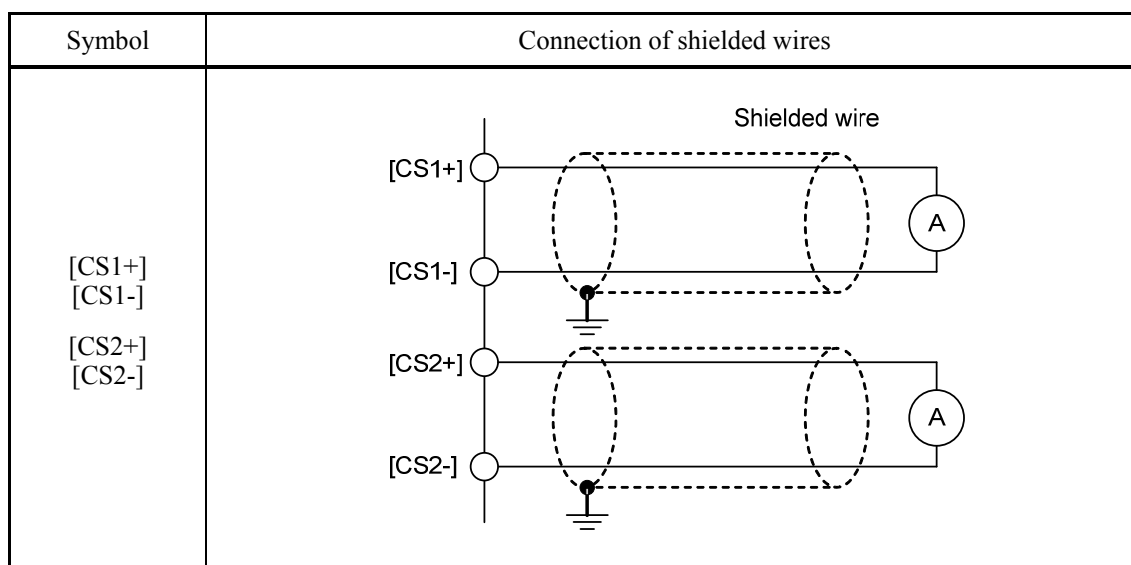 Symbol
Connection of shielded wires
[CS1+]
[CS1-]
[CS2+]
[CS2-]
Shielded wire
[CS1+]
A
[CS1-]
[CS2+]
A
[CS2-]